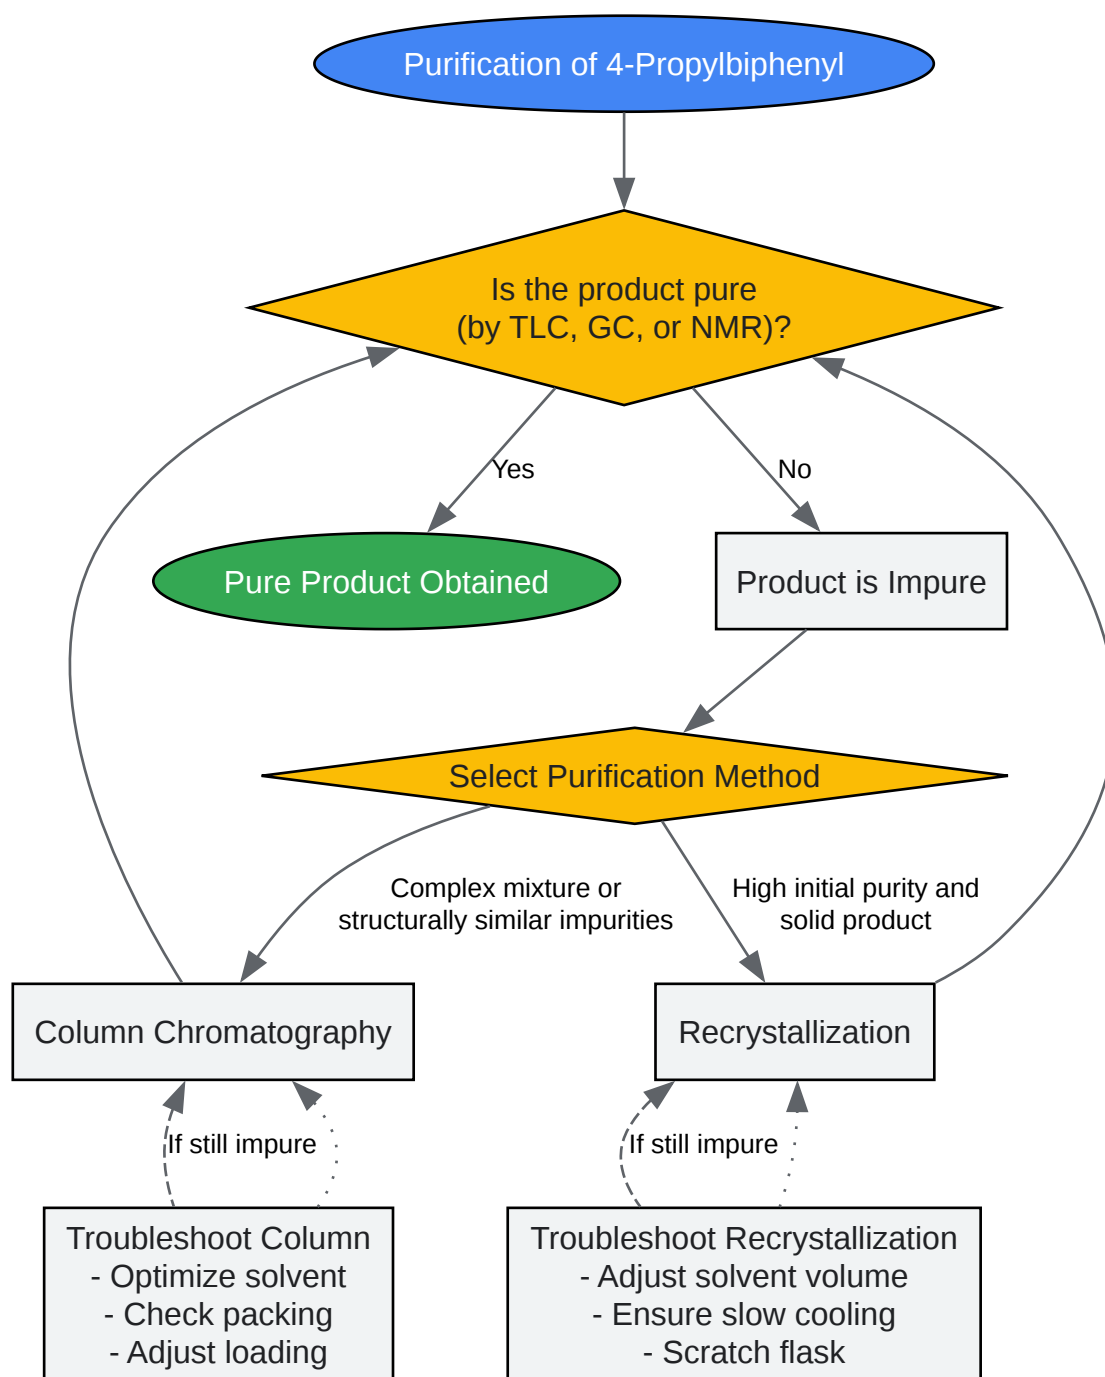 Purification of 4-Propylbiphenyl
Is the product pure
(by TLC, GC, or NMR)?
Yes
No
Pure Product Obtained
Product is Impure
Select Purification Method
Complex mixture or
structurally similar impurities
High initial purity and
solid product
Column Chromatography
Recrystallization
If still impure
If still impure
Troubleshoot Column
- Optimize solvent
- Check packing
- Adjust loading
Troubleshoot Recrystallization
- Adjust solvent volume
- Ensure slow cooling
- Scratch flask